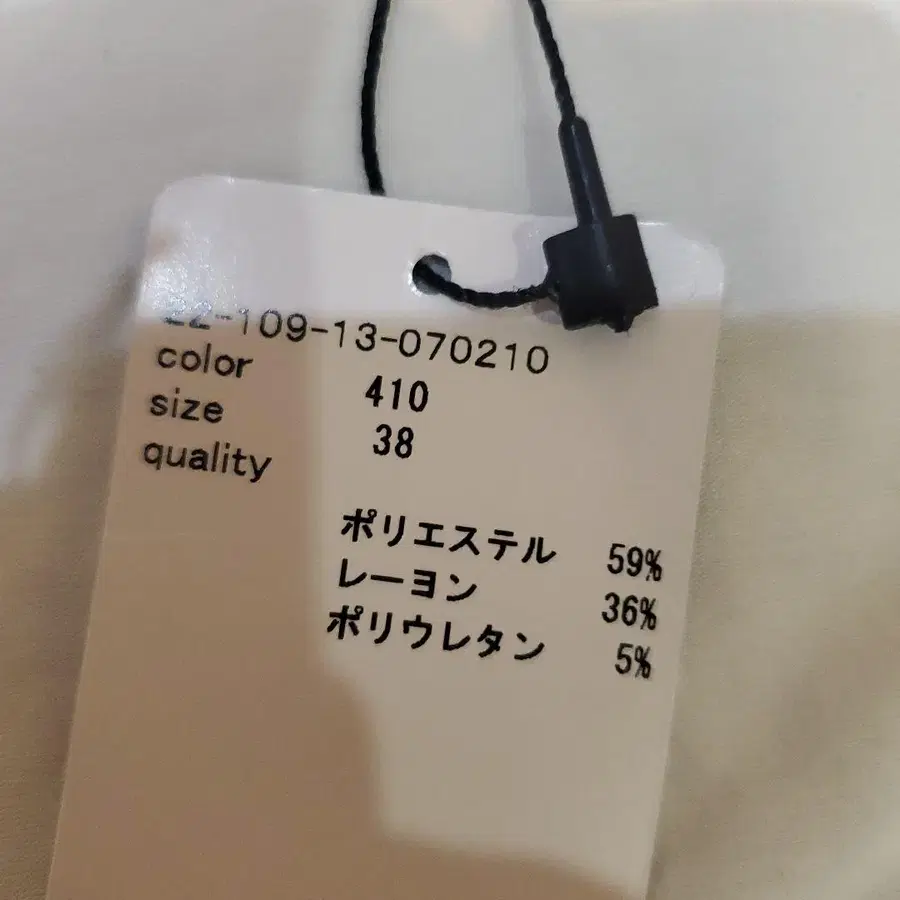 22-109-13-070210
color 410
size 38
quality
ポリエステル 59%
レーヨン 36%
ポリウレタン 5%